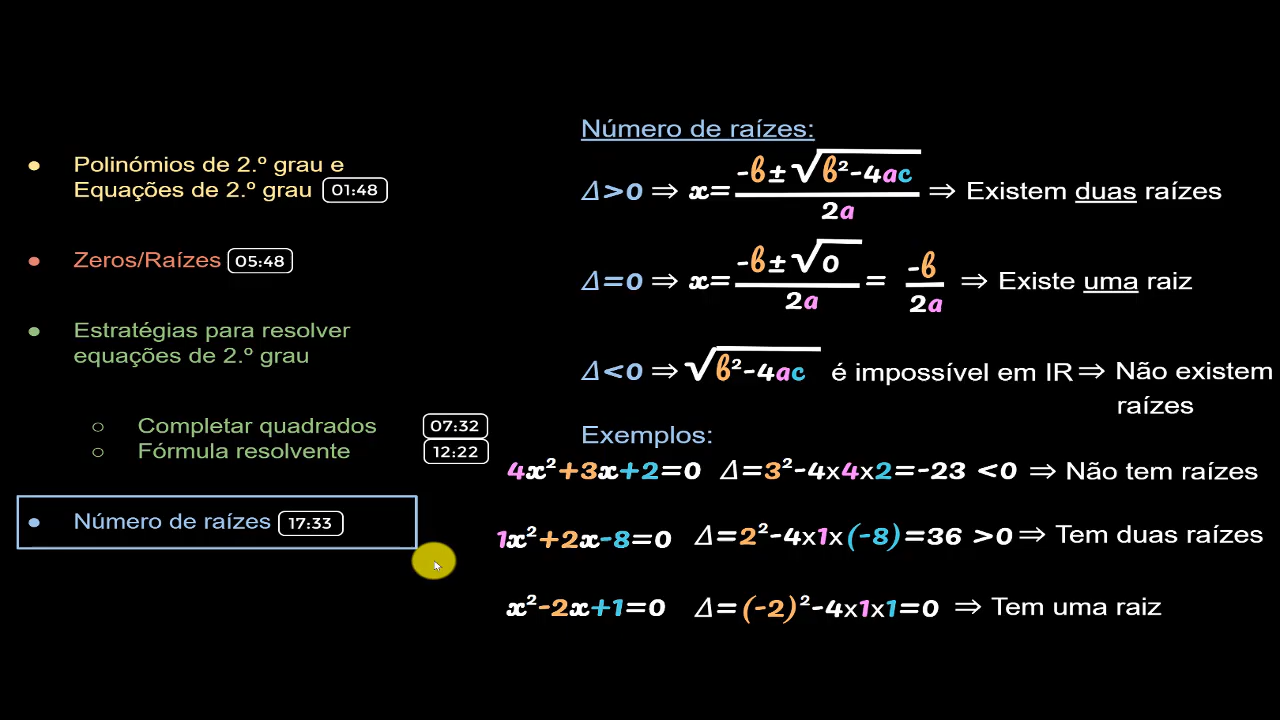 Polinómios de 2.º grau e
Equações de 2.º grau 01:48
Zeros/Raízes 05:48
Estratégias para resolver
equações de 2.º grau
Completar quadrados 07:32
Fórmula resolvente 12:22
Número de raízes 17:33
Número de raízes:
Δ>0 ⇒ x= -b±√b²-4ac / 2a ⇒ Existem duas raízes
Δ=0 ⇒ x= -b±√0 / 2a = -b / 2a ⇒ Existe uma raiz
Δ<0 ⇒ √b²-4ac é impossível em IR ⇒ Não existem
raízes
Exemplos:
4x²+3x+2=0 Δ=3²-4x4x2=-23 <0 ⇒ Não tem raízes
1x²+2x-8=0 Δ=2²-4x1x(-8)=36 >0 ⇒ Tem duas raízes
x²-2x+1=0 Δ=(-2)²-4x1x1=0 ⇒ Tem uma raiz